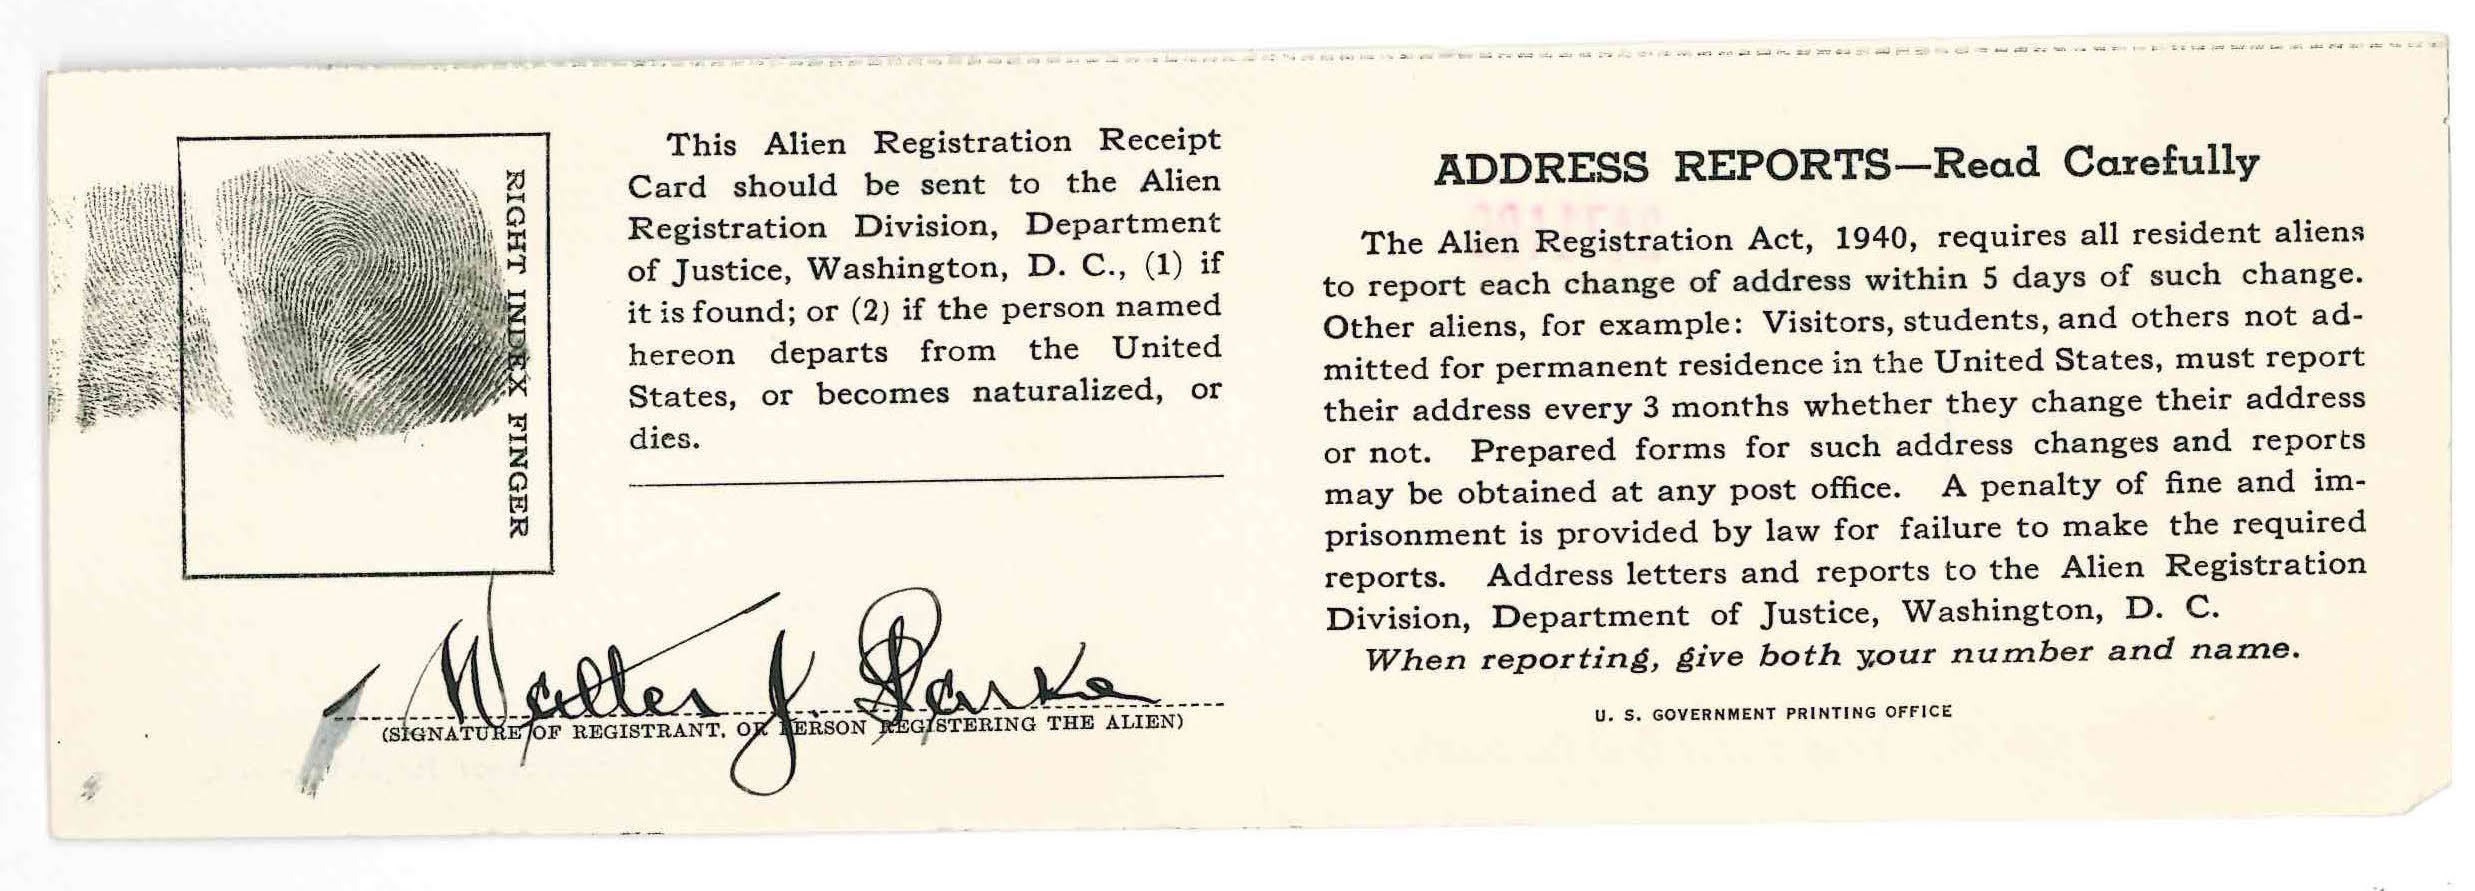 RIGHT INDEX FINGER
This Alien Registration Receipt
Card should be sent to the Alien
Registration Division, Department
of Justice, Washington, D. C., (1) if
it is found; or (2) if the person named
hereon departs from the United
States, or becomes naturalized, or
dies.
Walter J.
(SIGNATURE OF REGISTRANT, OR PERSON REGISTERING THE ALIEN)
ADDRESS REPORTS—Read Carefully
The Alien Registration Act, 1940, requires all resident aliens
to report each change of address within 5 days of such change.
Other aliens, for example: Visitors, students, and others not ad-
mitted for permanent residence in the United States, must report
their address every 3 months whether they change their address
or not. Prepared forms for such address changes and reports
may be obtained at any post office. A penalty of fine and im-
prisonment is provided by law for failure to make the required
reports. Address letters and reports to the Alien Registration
Division, Department of Justice, Washington, D. C.
When reporting, give both your number and name.
U. S. GOVERNMENT PRINTING OFFICE